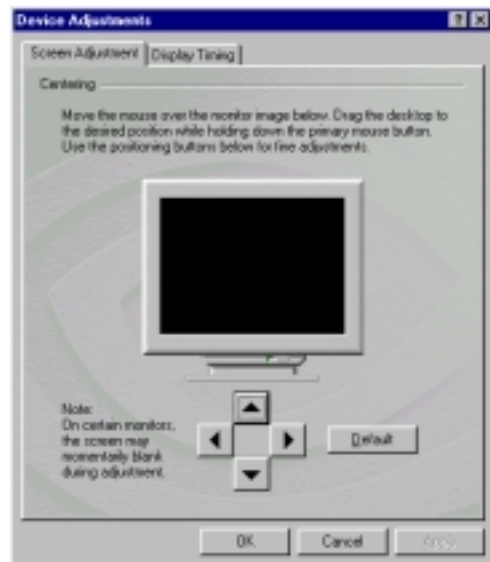 Device Adjustments
Screen Adjustment Display Timing
Centering
Move the mouse over the monitor image below. Drag the desktop to
the desired position while holding down the primary mouse button.
Use the positioning buttons below for fine adjustments.
Note:
On certain monitors,
the screen may
momentarily blank
during adjustment.
Default
OK Cancel Apply